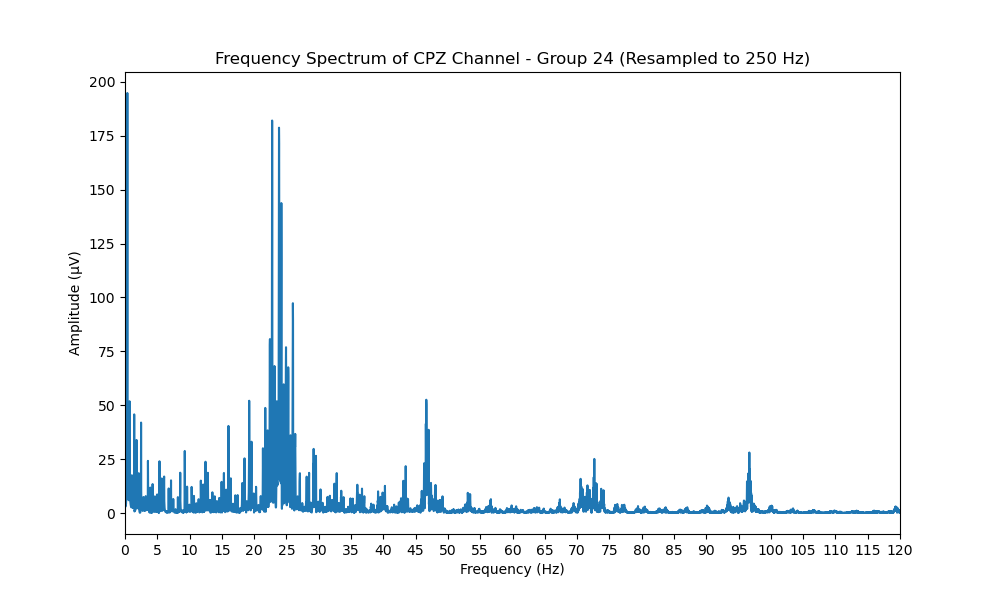 Frequency Spectrum of CPZ Channel - Group 24 (Resampled to 250 Hz)
200
175
150
125
100
75
50
25
0
Amplitude (μV)
0 5 10 15 20 25 30 35 40 45 50 55 60 65 70 75 80 85 90 95 100 105 110 115 120
Frequency (Hz)